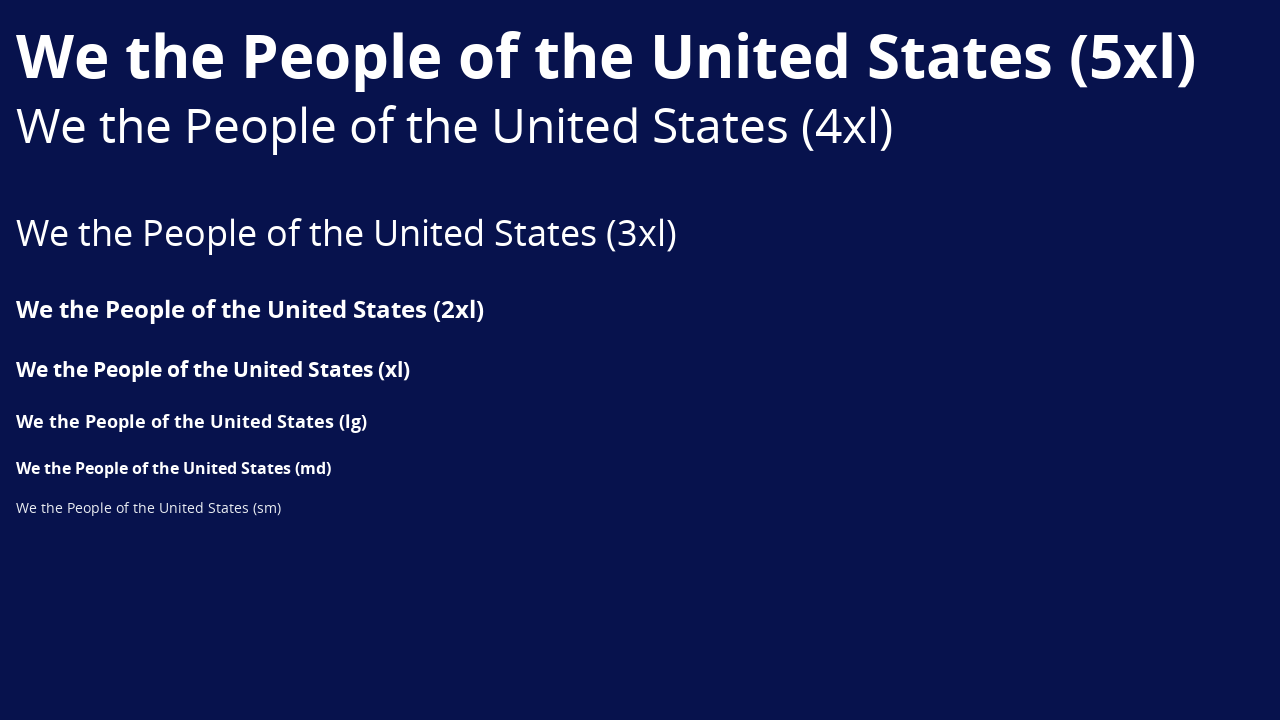 We the People of the United States (5xl)
We the People of the United States (4xl)
We the People of the United States (3xl)
We the People of the United States (2xl)
We the People of the United States (xl)
We the People of the United States (lg)
We the People of the United States (md)
We the People of the United States (sm)